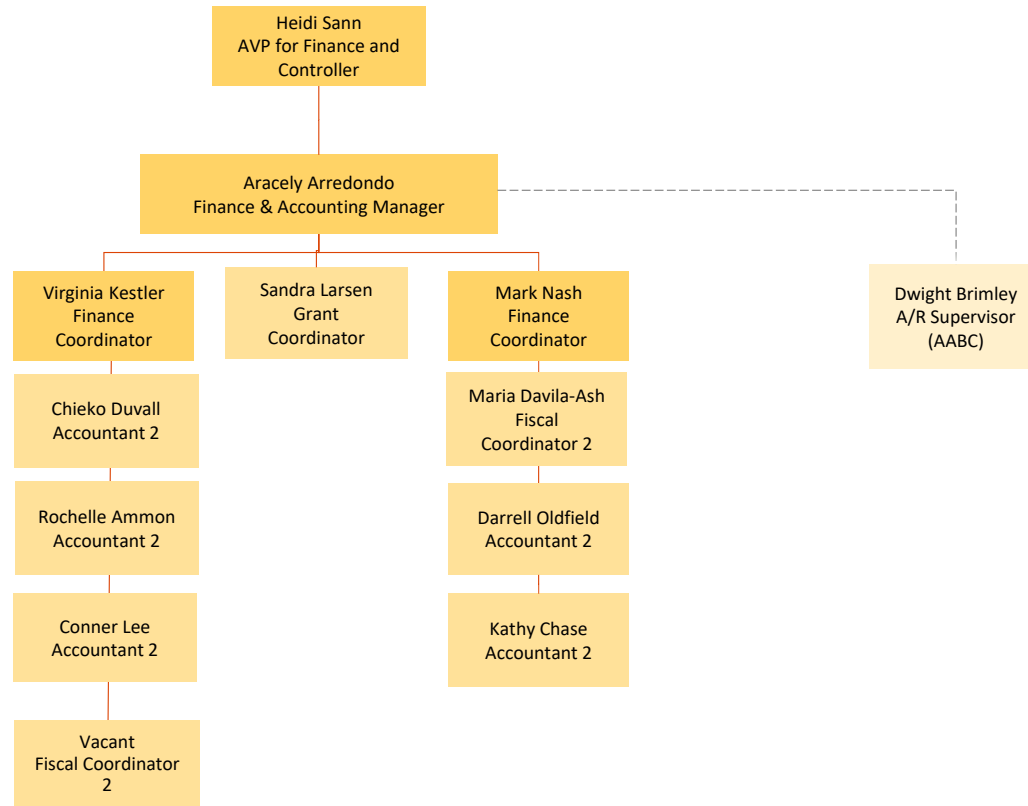 Heidi Sann
AVP for Finance and
Controller
Aracely Arredondo
Finance & Accounting Manager
Virginia Kestler
Finance
Coordinator
Sandra Larsen
Grant
Coordinator
Mark Nash
Finance
Coordinator
Dwight Brimley
A/R Supervisor
(AABC)
Chieko Duvall
Accountant 2
Maria Davila-Ash
Fiscal
Coordinator 2
Rochelle Ammon
Accountant 2
Darrell Oldfield
Accountant 2
Conner Lee
Accountant 2
Kathy Chase
Accountant 2
Vacant
Fiscal Coordinator
2